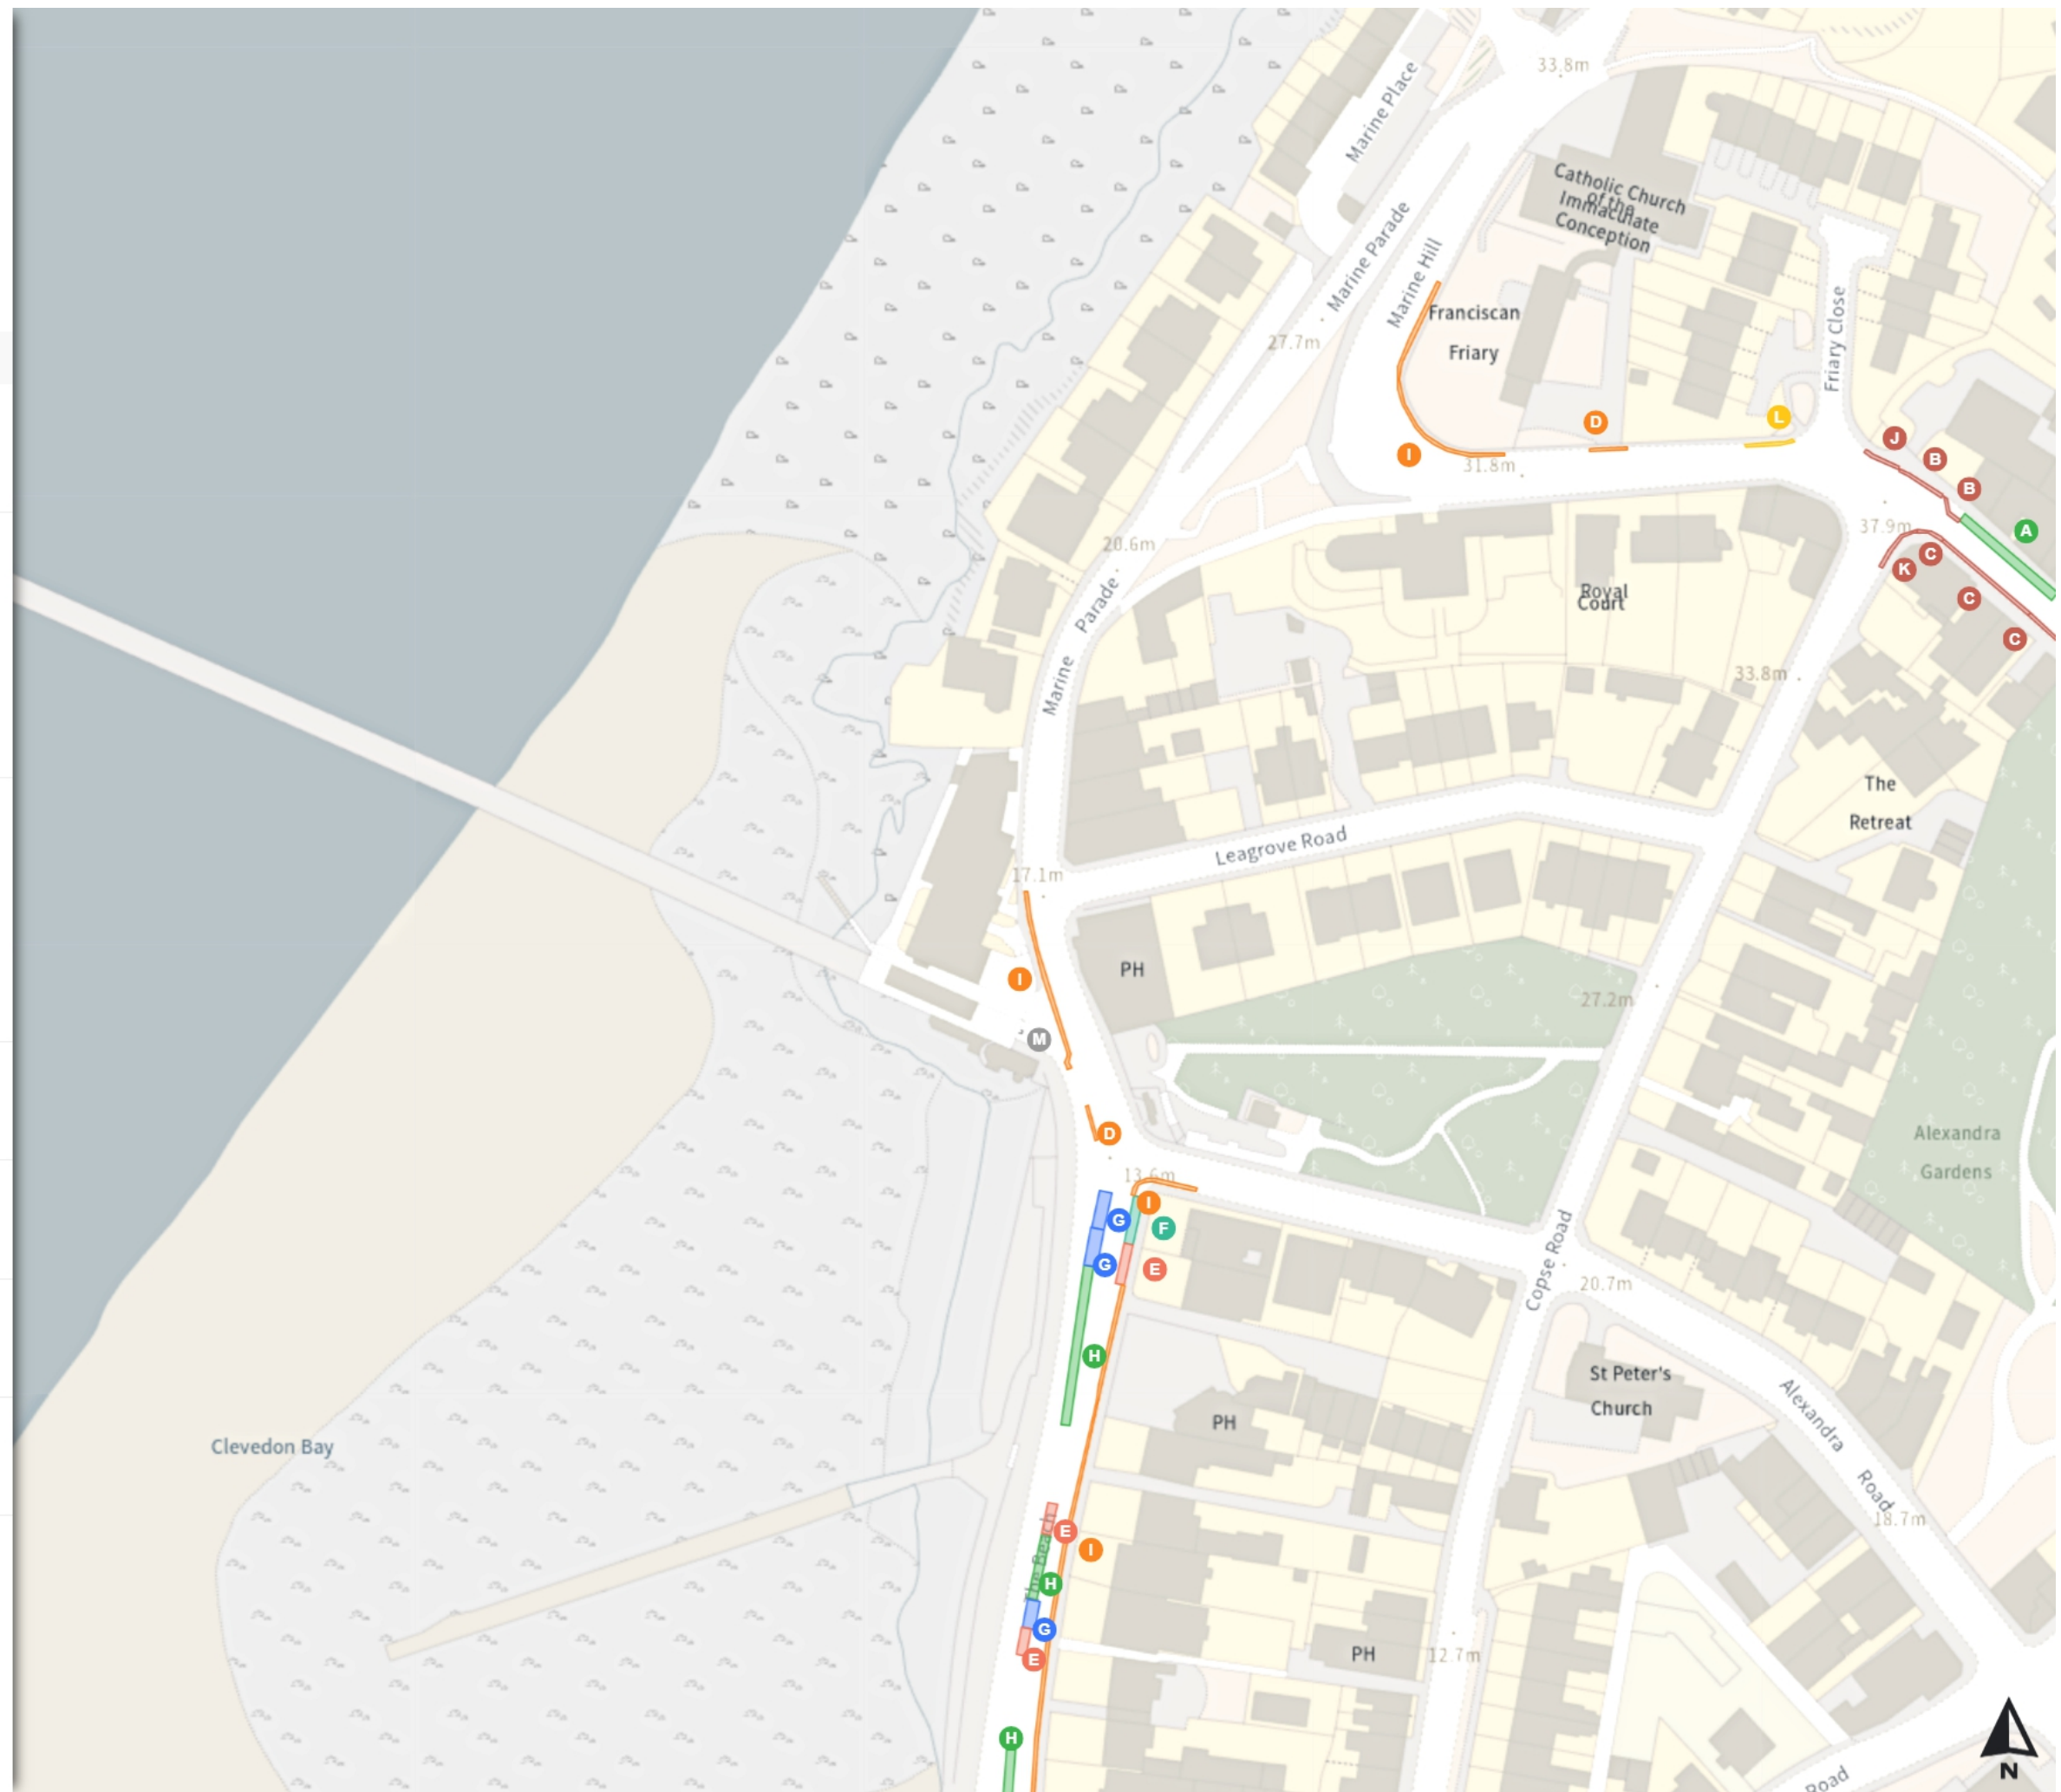 33.8m
Marine Place
Catholic Church
of the
Immaculate
Conception
Marine Parade
Marine Hill
Franciscan
Friary
27.7m
Friary Close
D
L
I
31.8m
J
B
B
A
37.9m
C
K
C
C
20.6m
Royal
Court
Marine Parade
33.8m
The
Retreat
Leagrove Road
17.1m
PH
I
M
27.2m
D
13.6m
Alexandra
Gardens
I
G
F
G
E
Copse Road
20.7m
H
St Peter's
Church
PH
Alexandra Road
Clevedon Bay
18.7m
E
I
The Beach
H
G
E
PH
12.7m
H
Road
N